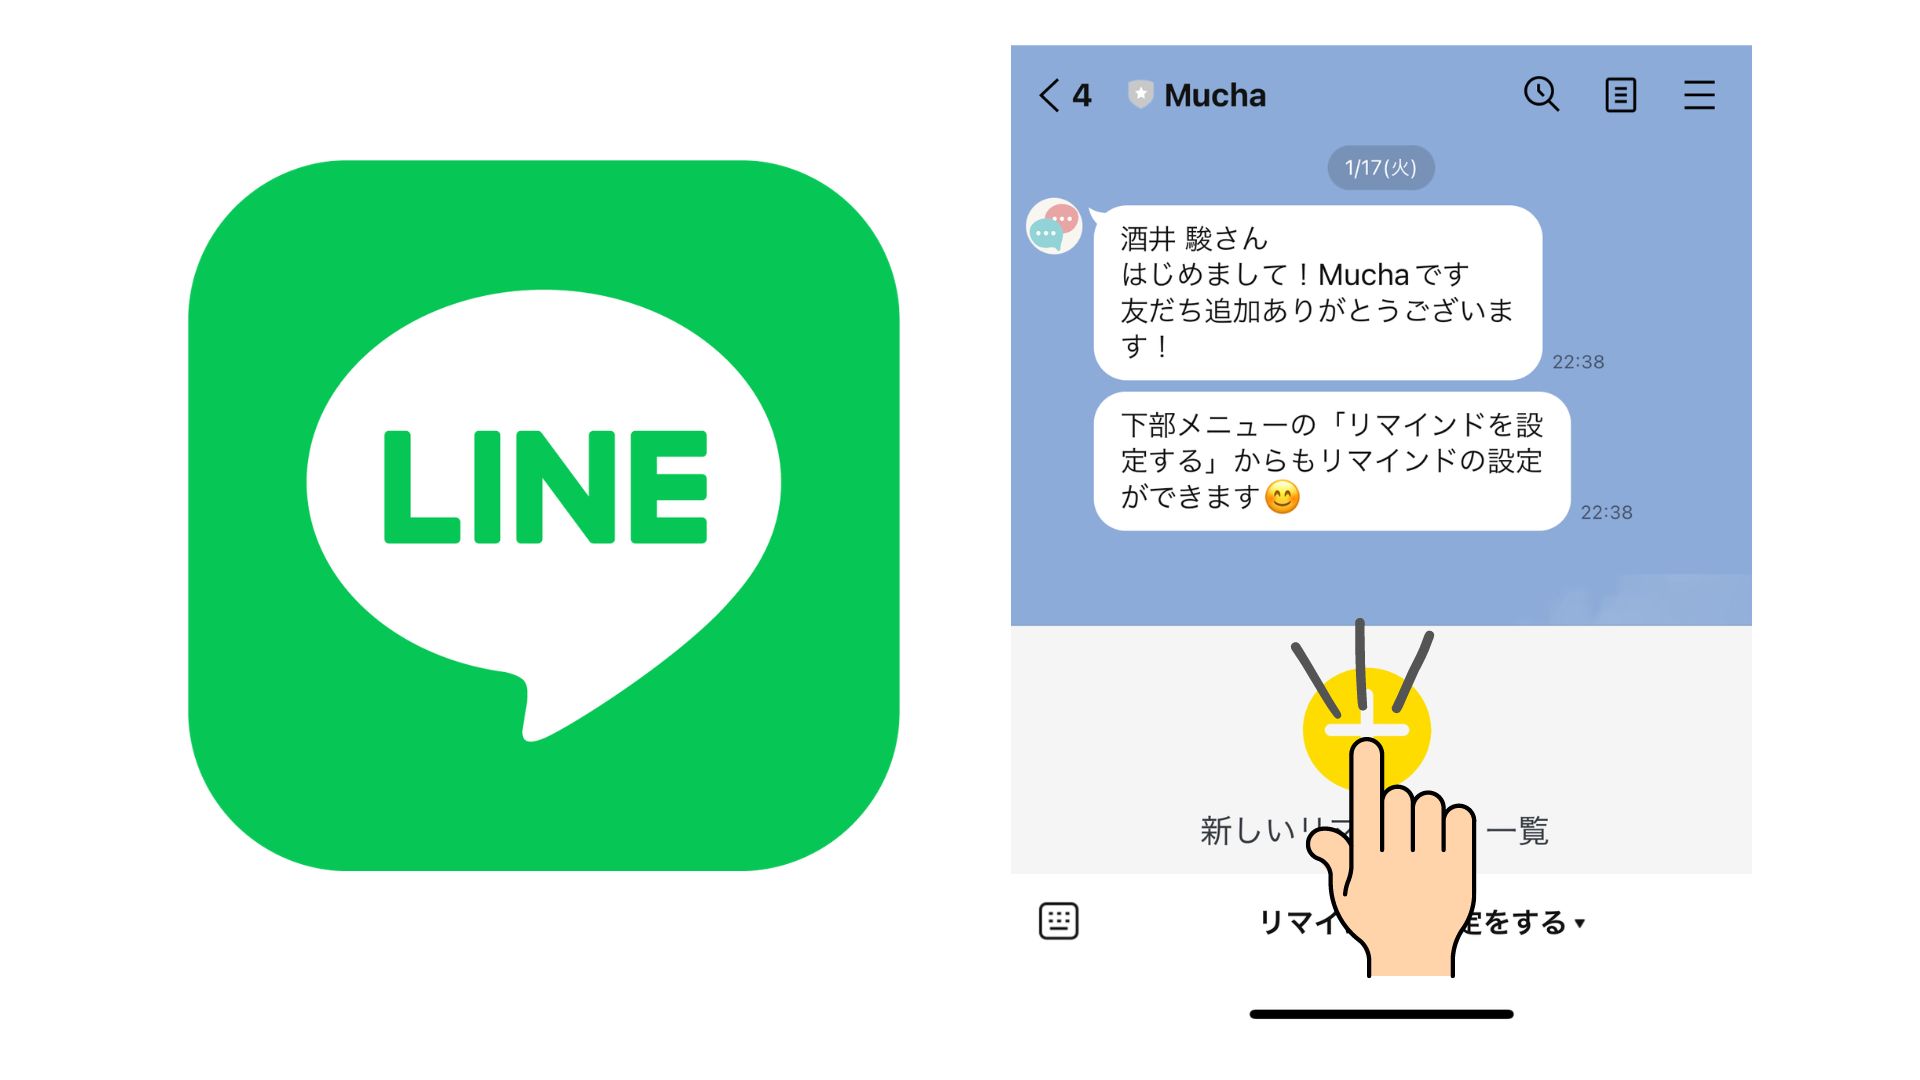 LINE
4 Mucha
1/17(火)
酒井 駿さん
はじめまして！Muchaです
友だち追加ありがとうございま
す！
22:38
下部メニューの「リマインドを設
定する」からもリマインドの設定
ができます😊
22:38
新しいリマ 一覧
リマイ 定をする▼